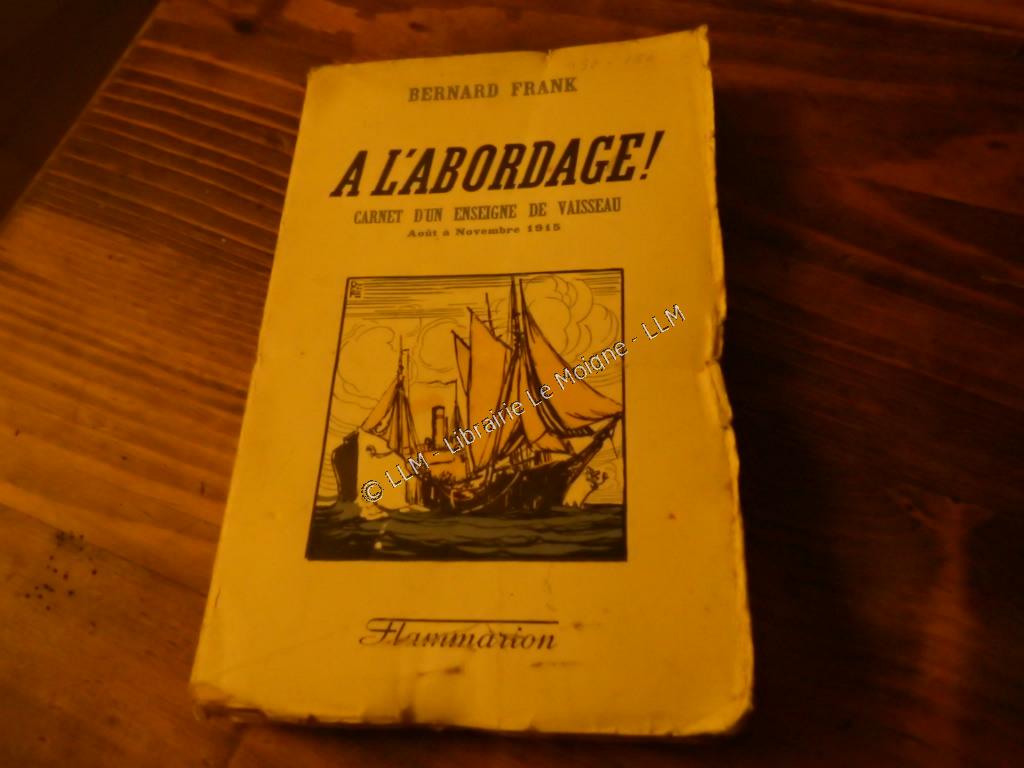 BERNARD FRANK
A L'ABORDAGE!
CARNET D'UN ENSEIGNE DE VAISSEAU
Août à Novembre 1915
© LLM - Librairie Le Moigne - LLM
Flammarion